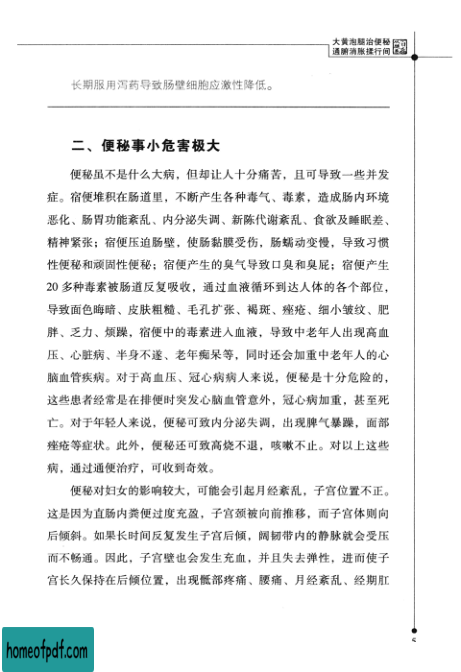 大黄泡脚治便秘
通腑消胀揉行间
长期服用泻药导致肠壁细胞应激性降低。
二、便秘事小危害极大
便秘虽不是什么大病，但却让人十分痛苦，且可导致一些并发
症。宿便堆积在肠道里，不断产生各种毒气、毒素，造成肠内环境
恶化、肠胃功能紊乱、内分泌失调、新陈代谢紊乱、食欲及睡眠差、
精神紧张；宿便压迫肠壁，使肠黏膜受伤，肠蠕动变慢，导致习惯
性便秘和顽固性便秘；宿便产生的臭气导致口臭和臭屁；宿便产生
20 多种毒素被肠道反复吸收，通过血液循环到达人体的各个部位，
导致面色晦暗、皮肤粗糙、毛孔扩张、褐斑、痤疮、细小皱纹、肥
胖、乏力、烦躁，宿便中的毒素进入血液，导致中老年人出现高血
压、心脏病、半身不遂、老年痴呆等，同时还会加重中老年人的心
脑血管疾病。对于高血压、冠心病病人来说，便秘是十分危险的，
这些患者经常是在排便时突发心脑血管意外，冠心病加重，甚至死
亡。对于年轻人来说，便秘可致内分泌失调，出现脾气暴躁，面部
痤疮等症状。此外，便秘还可致高烧不退，咳嗽不止。对以上这些
病，通过通便治疗，可收到奇效。
便秘对妇女的影响较大，可能会引起月经紊乱，子宫位置不正。
这是因为直肠内粪便过度充盈，子宫颈被向前推移，而子宫体则向
后倾斜。如果长时间反复发生子宫后倾，阔韧带内的静脉就会受压
而不畅通。因此，子宫壁也会发生充血，并且失去弹性，进而使子
宫长久保持在后倾位置，出现骶部疼痛、腰痛、月经紊乱、经期肛
homeofpdf.com